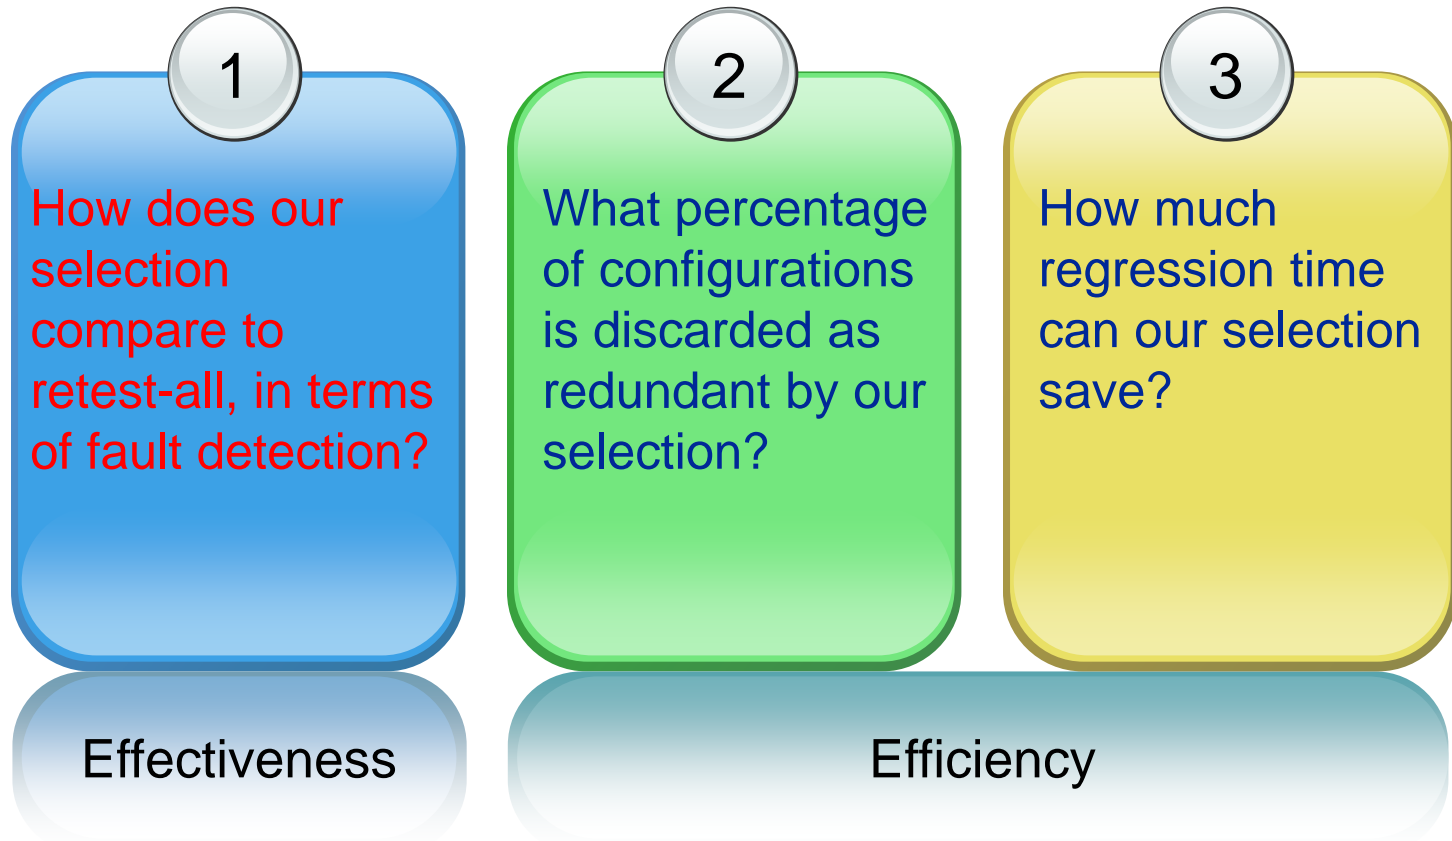 1
How does our
selection
compare to
retest-all, in terms
of fault detection?
2
What percentage
of configurations
is discarded as
redundant by our
selection?
3
How much
regression time
can our selection
save?
Effectiveness
Efficiency